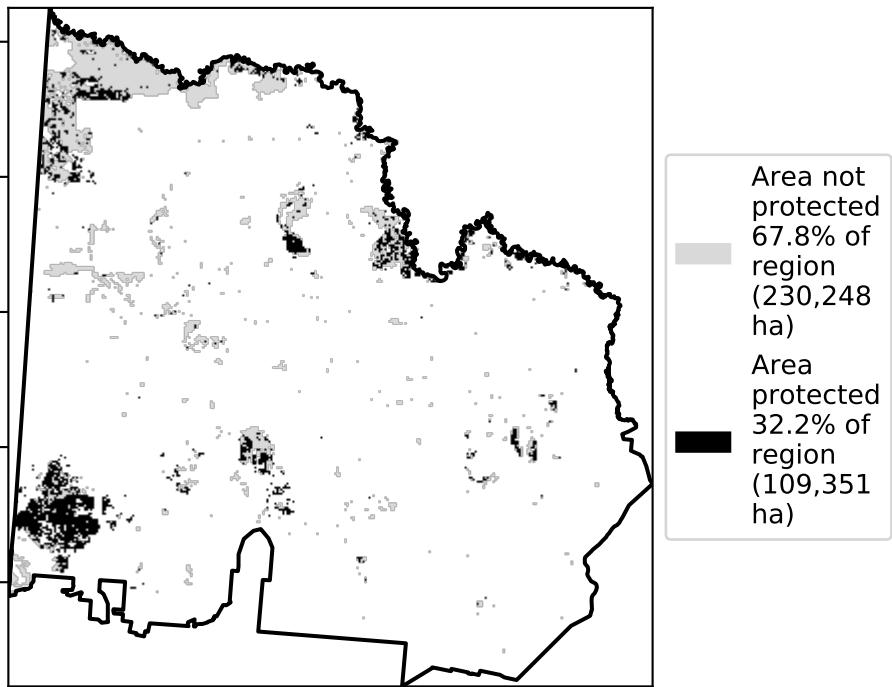 Area not
protected
67.8% of
region
(230,248
ha)
Area
protected
32.2% of
region
(109,351
ha)